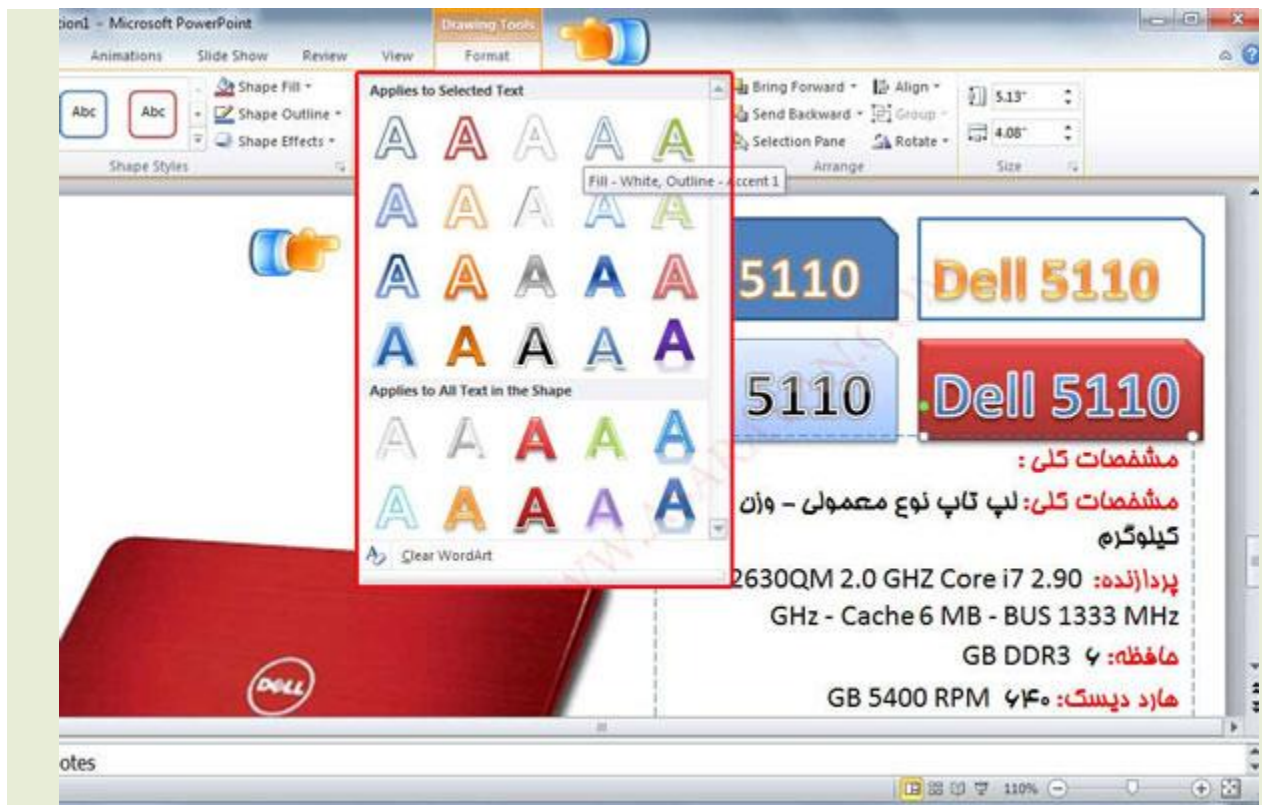 tion1 - Microsoft PowerPoint
Drawing Tools
Animations Slide Show Review View Format
Abc Abc
Shape Fill
Shape Outline
Shape Effects
Shape Styles
Bring Forward
Send Backward
Selection Pane
Align
Group
Rotate
Arrange
5.13"
4.08"
Size
Applies to Selected Text
A A A A A
Fill - White, Outline - Accent 1
A A A A A
A A A A A
A A A A A
Applies to All Text in the Shape
A A A A A
A A A A A
Clear WordArt
5110 Dell 5110
5110 Dell 5110
مشخصات کلی :
مشخصات کلی: لپ تاپ نوع معمولی – وزن
کیلوگرم
پردازنده: 2630QM 2.0 GHZ Core i7 2.90
GHz - Cache 6 MB - BUS 1333 MHz
حافظه: ۶ GB DDR3
هارد دیسک: ۶۴۰ GB 5400 RPM
DELL
otes
110%